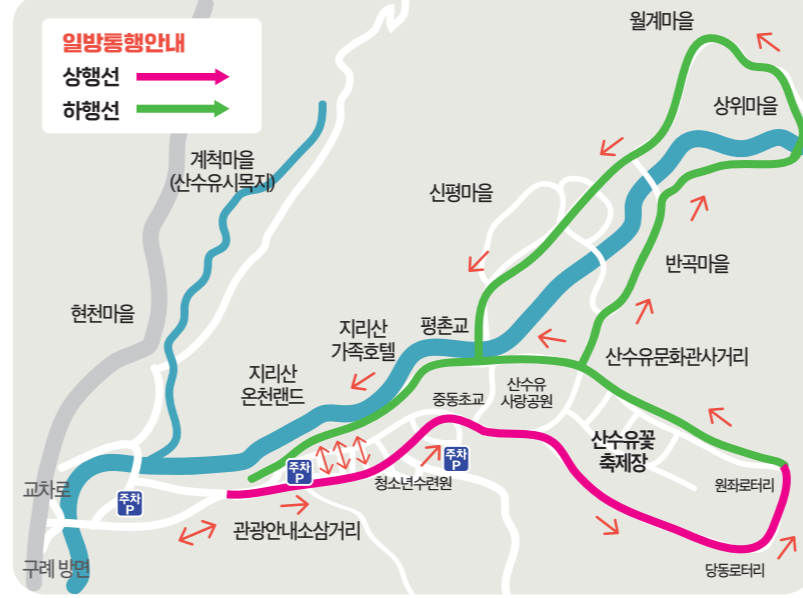 일방통행안내
상행선
하행선
월계마을
상위마을
계척마을
(산수유시목지)
신평마을
반곡마을
현천마을
지리산
가족호텔
평촌교
산수유문화관사거리
지리산
온천랜드
중동초교
산수유
사랑공원
산수유꽃
축제장
주차
P
주차
P
주차
P
청소년수련원
원좌로터리
교차로
관광안내소삼거리
구례 방면
당동로터리